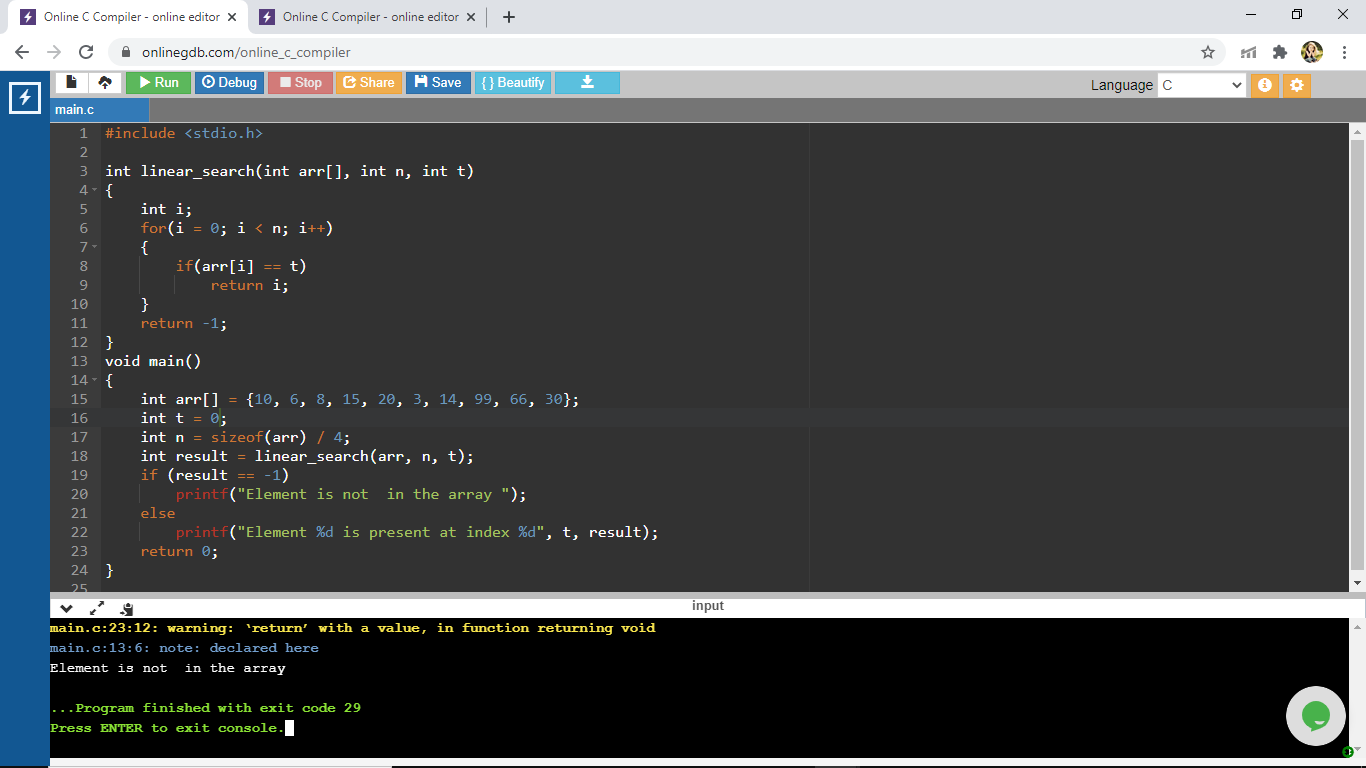 Online C Compiler - online editor
Online C Compiler - online editor
onlinegdb.com/online_c_compiler
Run Debug Stop Share Save { } Beautify
Language C
main.c
1 #include <stdio.h>
2
3 int linear_search(int arr[], int n, int t)
4 {
5     int i;
6     for(i = 0; i < n; i++)
7     {
8         if(arr[i] == t)
9             return i;
10     }
11     return -1;
12 }
13 void main()
14 {
15     int arr[] = {10, 6, 8, 15, 20, 3, 14, 99, 66, 30};
16     int t = 0;
17     int n = sizeof(arr) / 4;
18     int result = linear_search(arr, n, t);
19     if (result == -1)
20         printf("Element is not  in the array ");
21     else
22         printf("Element %d is present at index %d", t, result);
23     return 0;
24 }
25
input
main.c:23:12: warning: ‘return’ with a value, in function returning void
main.c:13:6: note: declared here
Element is not  in the array
...Program finished with exit code 29
Press ENTER to exit console.